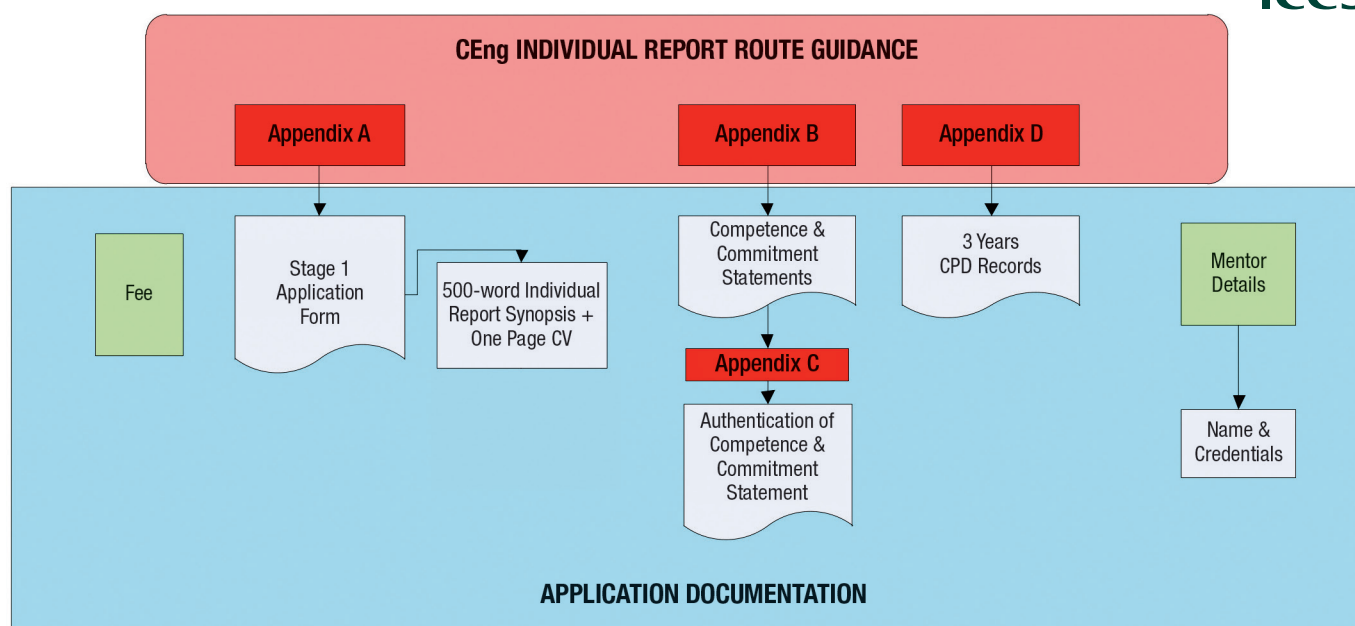 CEng INDIVIDUAL REPORT ROUTE GUIDANCE
Appendix A
Appendix B
Appendix D
Fee
Stage 1
Application
Form
500-word Individual
Report Synopsis +
One Page CV
Competence &
Commitment
Statements
Appendix C
Authentication of
Competence &
Commitment
Statement
3 Years
CPD Records
Mentor
Details
Name &
Credentials
APPLICATION DOCUMENTATION